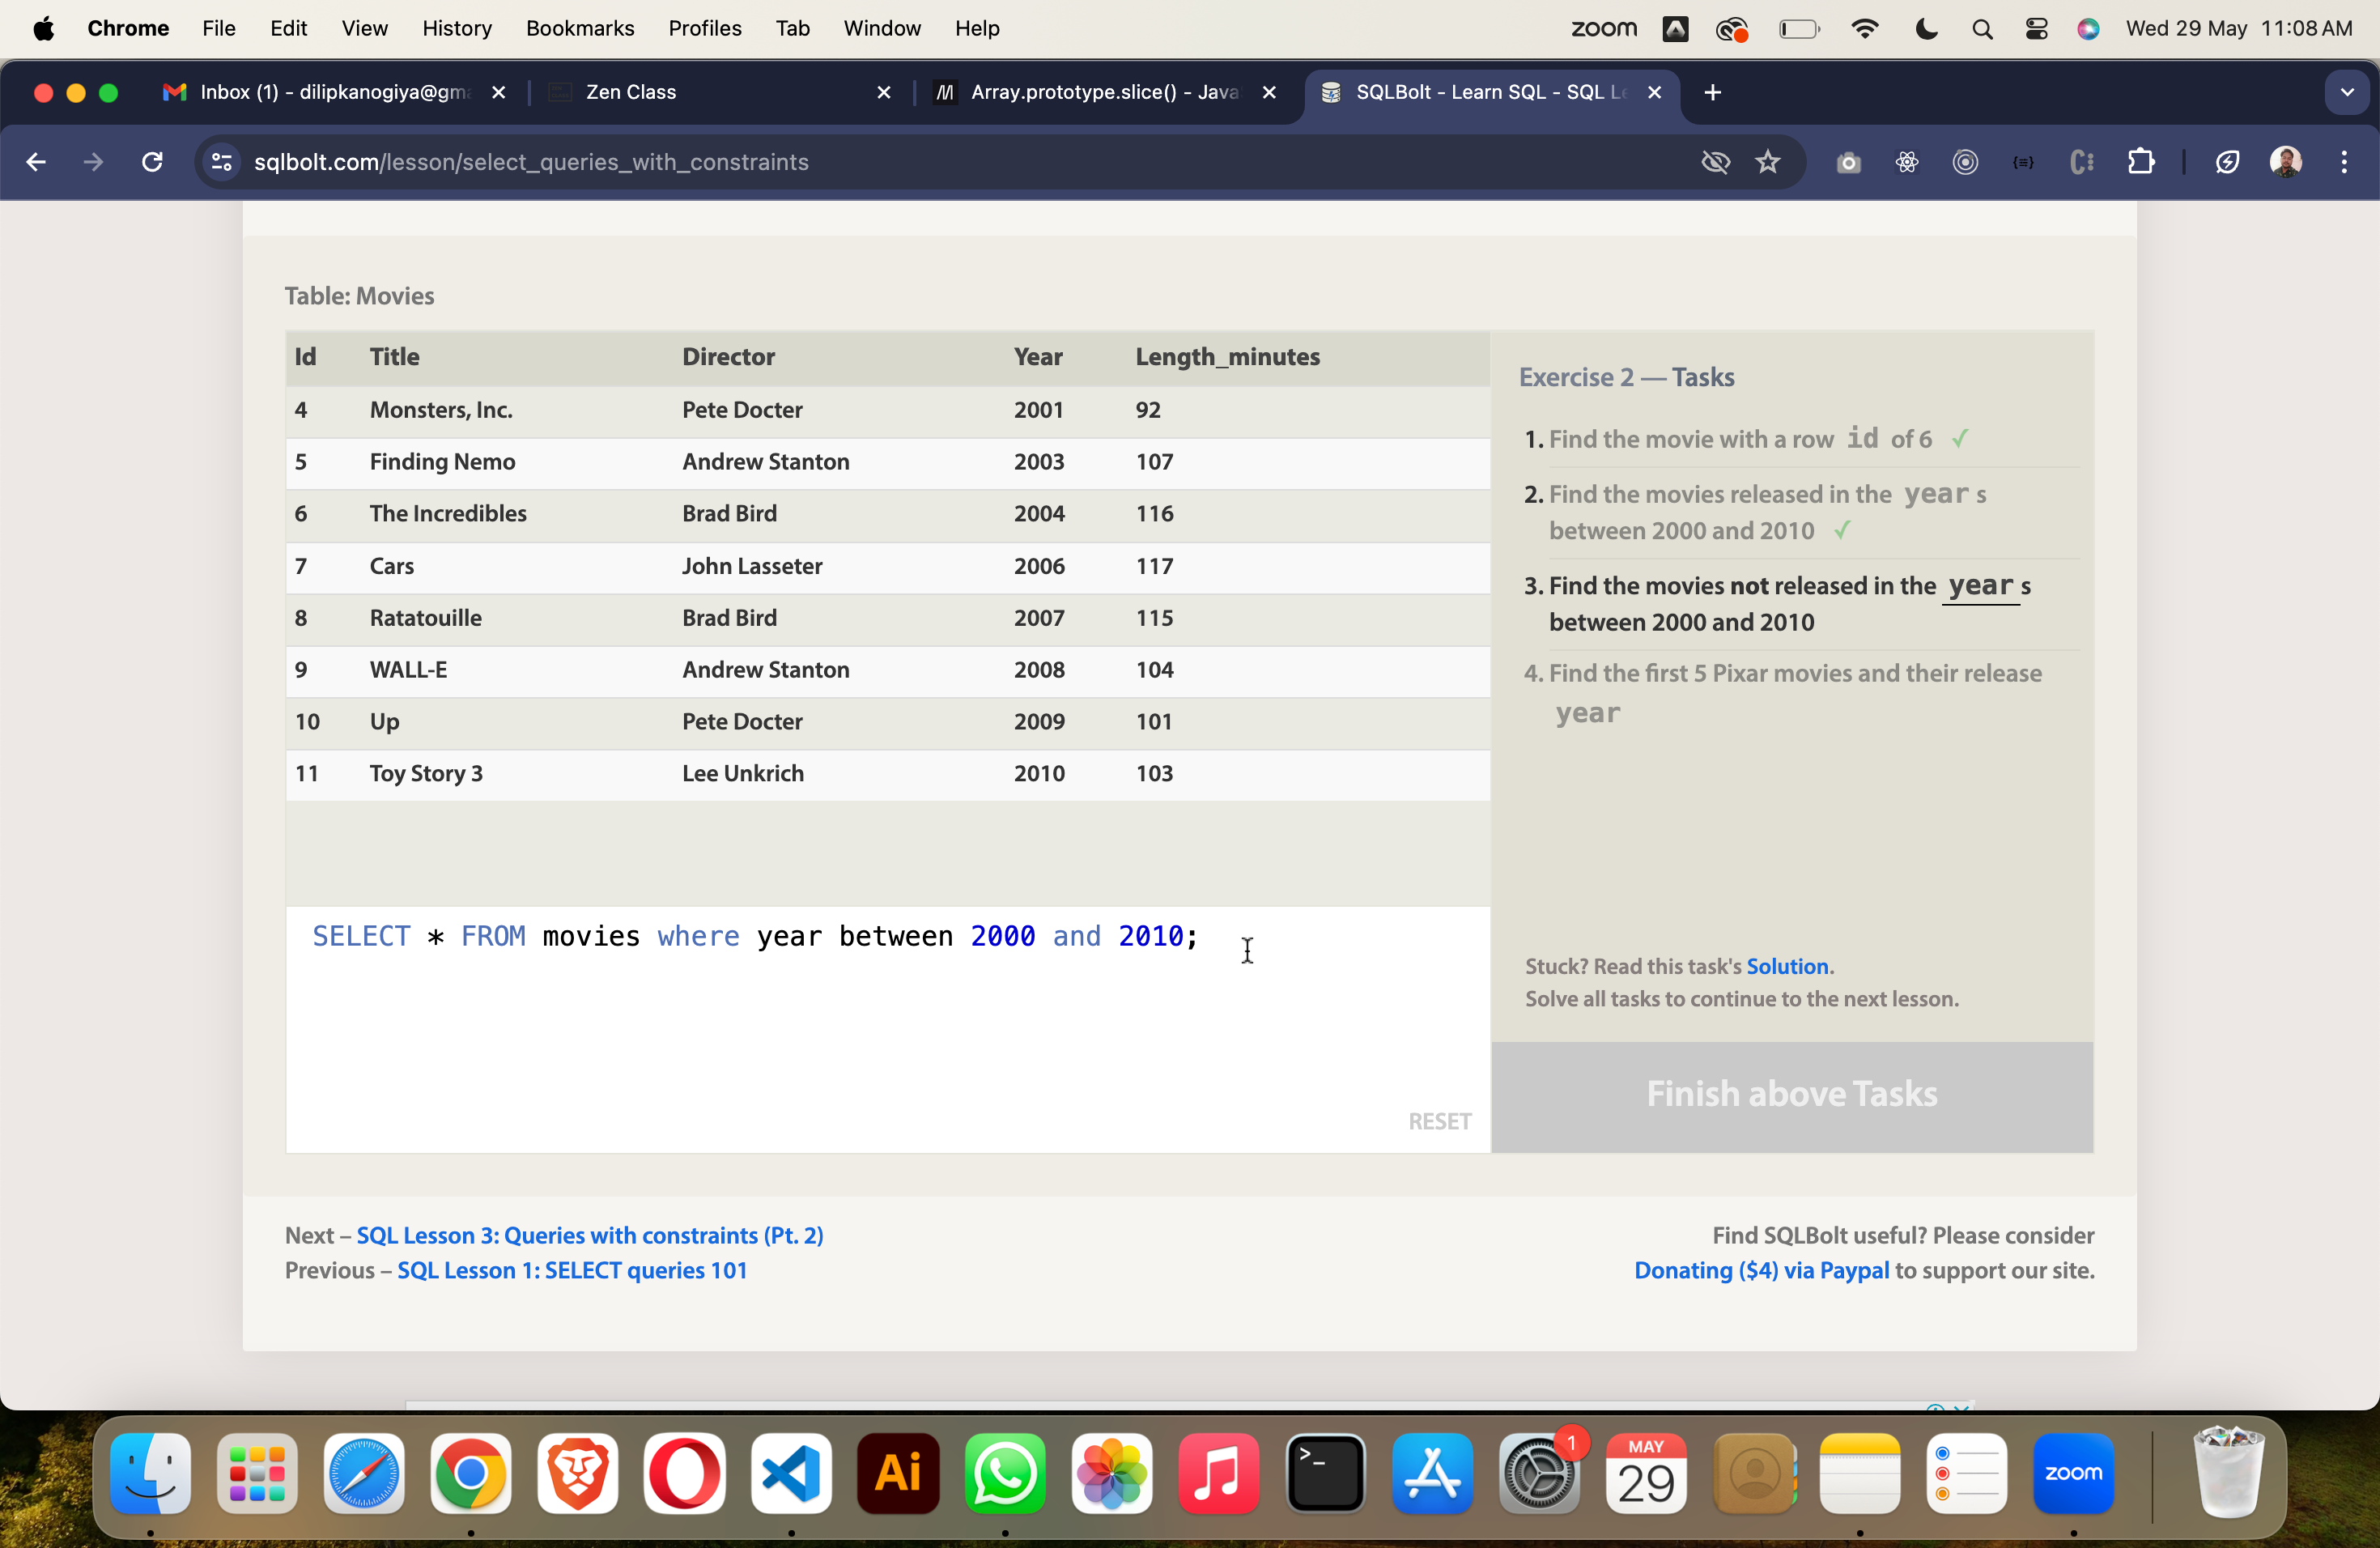 Chrome File Edit View History Bookmarks Profiles Tab Window Help zoom Wed 29 May 11:08 AM
Inbox (1) - dilipkanogiya@gma Zen Class Array.prototype.slice() - Java SQLBolt - Learn SQL - SQL Le
sqlbolt.com/lesson/select_queries_with_constraints
Table: Movies
Id Title Director Year Length_minutes
4 Monsters, Inc. Pete Docter 2001 92
5 Finding Nemo Andrew Stanton 2003 107
6 The Incredibles Brad Bird 2004 116
7 Cars John Lasseter 2006 117
8 Ratatouille Brad Bird 2007 115
9 WALL-E Andrew Stanton 2008 104
10 Up Pete Docter 2009 101
11 Toy Story 3 Lee Unkrich 2010 103
SELECT * FROM movies where year between 2000 and 2010;
RESET
Exercise 2 — Tasks
1. Find the movie with a row id of 6 ✓
2. Find the movies released in the year s
between 2000 and 2010 ✓
3. Find the movies not released in the year s
between 2000 and 2010
4. Find the first 5 Pixar movies and their release
year
Stuck? Read this task's Solution.
Solve all tasks to continue to the next lesson.
Finish above Tasks
Next – SQL Lesson 3: Queries with constraints (Pt. 2)
Previous – SQL Lesson 1: SELECT queries 101
Find SQLBolt useful? Please consider
Donating ($4) via Paypal to support our site.
Ai
>_
1
MAY
29
zoom